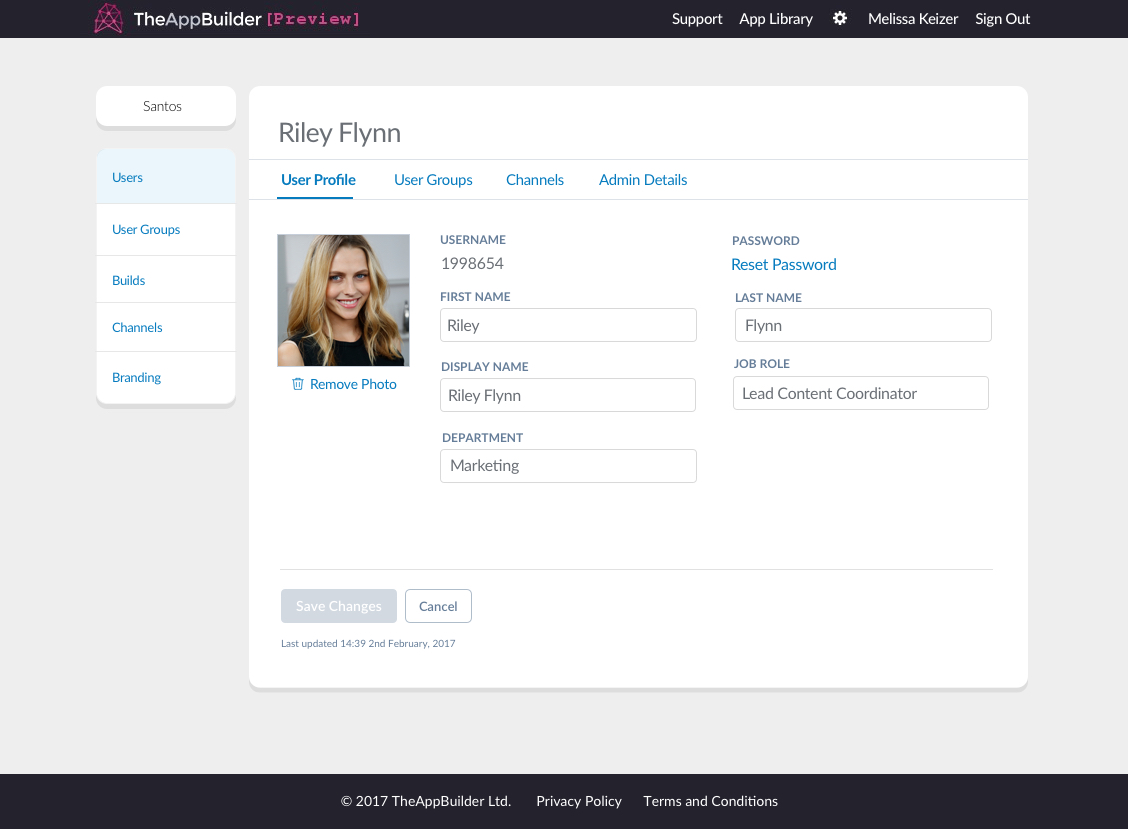 TheAppBuilder [Preview] Support App Library Melissa Keizer Sign Out
Santos
Users
User Groups
Builds
Channels
Branding
Riley Flynn
User Profile User Groups Channels Admin Details
Remove Photo
USERNAME
1998654
PASSWORD
Reset Password
FIRST NAME
Riley
LAST NAME
Flynn
DISPLAY NAME
Riley Flynn
JOB ROLE
Lead Content Coordinator
DEPARTMENT
Marketing
Save Changes Cancel
Last updated 14:39 2nd February, 2017
© 2017 TheAppBuilder Ltd. Privacy Policy Terms and Conditions